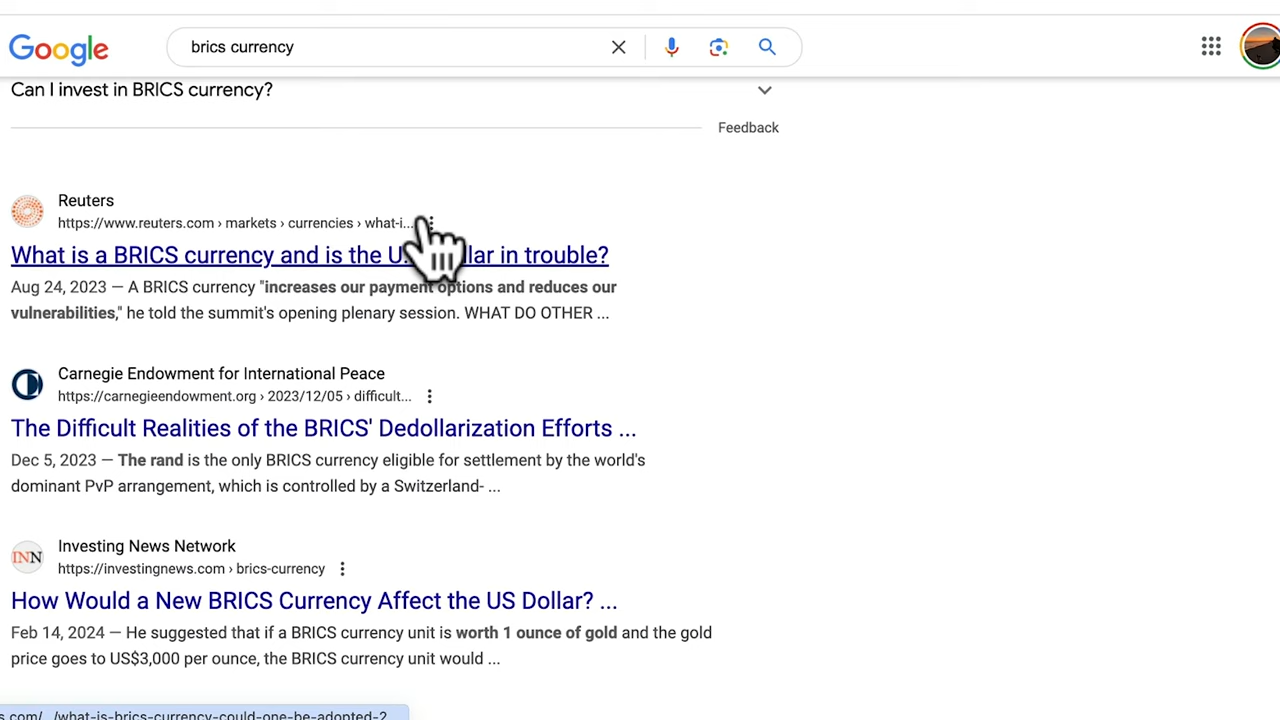 Google
brics currency
Can I invest in BRICS currency?
Feedback
Reuters
https://www.reuters.com › markets › currencies › what-i...
What is a BRICS currency and is the U. lar in trouble?
Aug 24, 2023 — A BRICS currency "increases our payment options and reduces our
vulnerabilities," he told the summit's opening plenary session. WHAT DO OTHER ...
Carnegie Endowment for International Peace
https://carnegieendowment.org › 2023/12/05 › difficult...
The Difficult Realities of the BRICS' Dedollarization Efforts ...
Dec 5, 2023 — The rand is the only BRICS currency eligible for settlement by the world's
dominant PvP arrangement, which is controlled by a Switzerland- ...
INN
Investing News Network
https://investingnews.com › brics-currency
How Would a New BRICS Currency Affect the US Dollar? ...
Feb 14, 2024 — He suggested that if a BRICS currency unit is worth 1 ounce of gold and the gold
price goes to US$3,000 per ounce, the BRICS currency unit would ...
s.com/.../what-is-brics-currency-could-one-be-adopted-2...